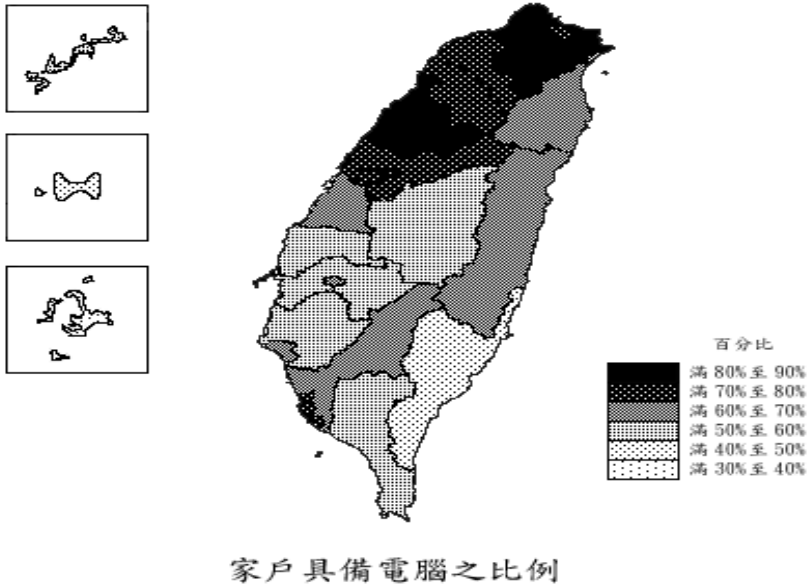 百分比
滿 80% 至 90%
滿 70% 至 80%
滿 60% 至 70%
滿 50% 至 60%
滿 40% 至 50%
滿 30% 至 40%
家戶具備電腦之比例